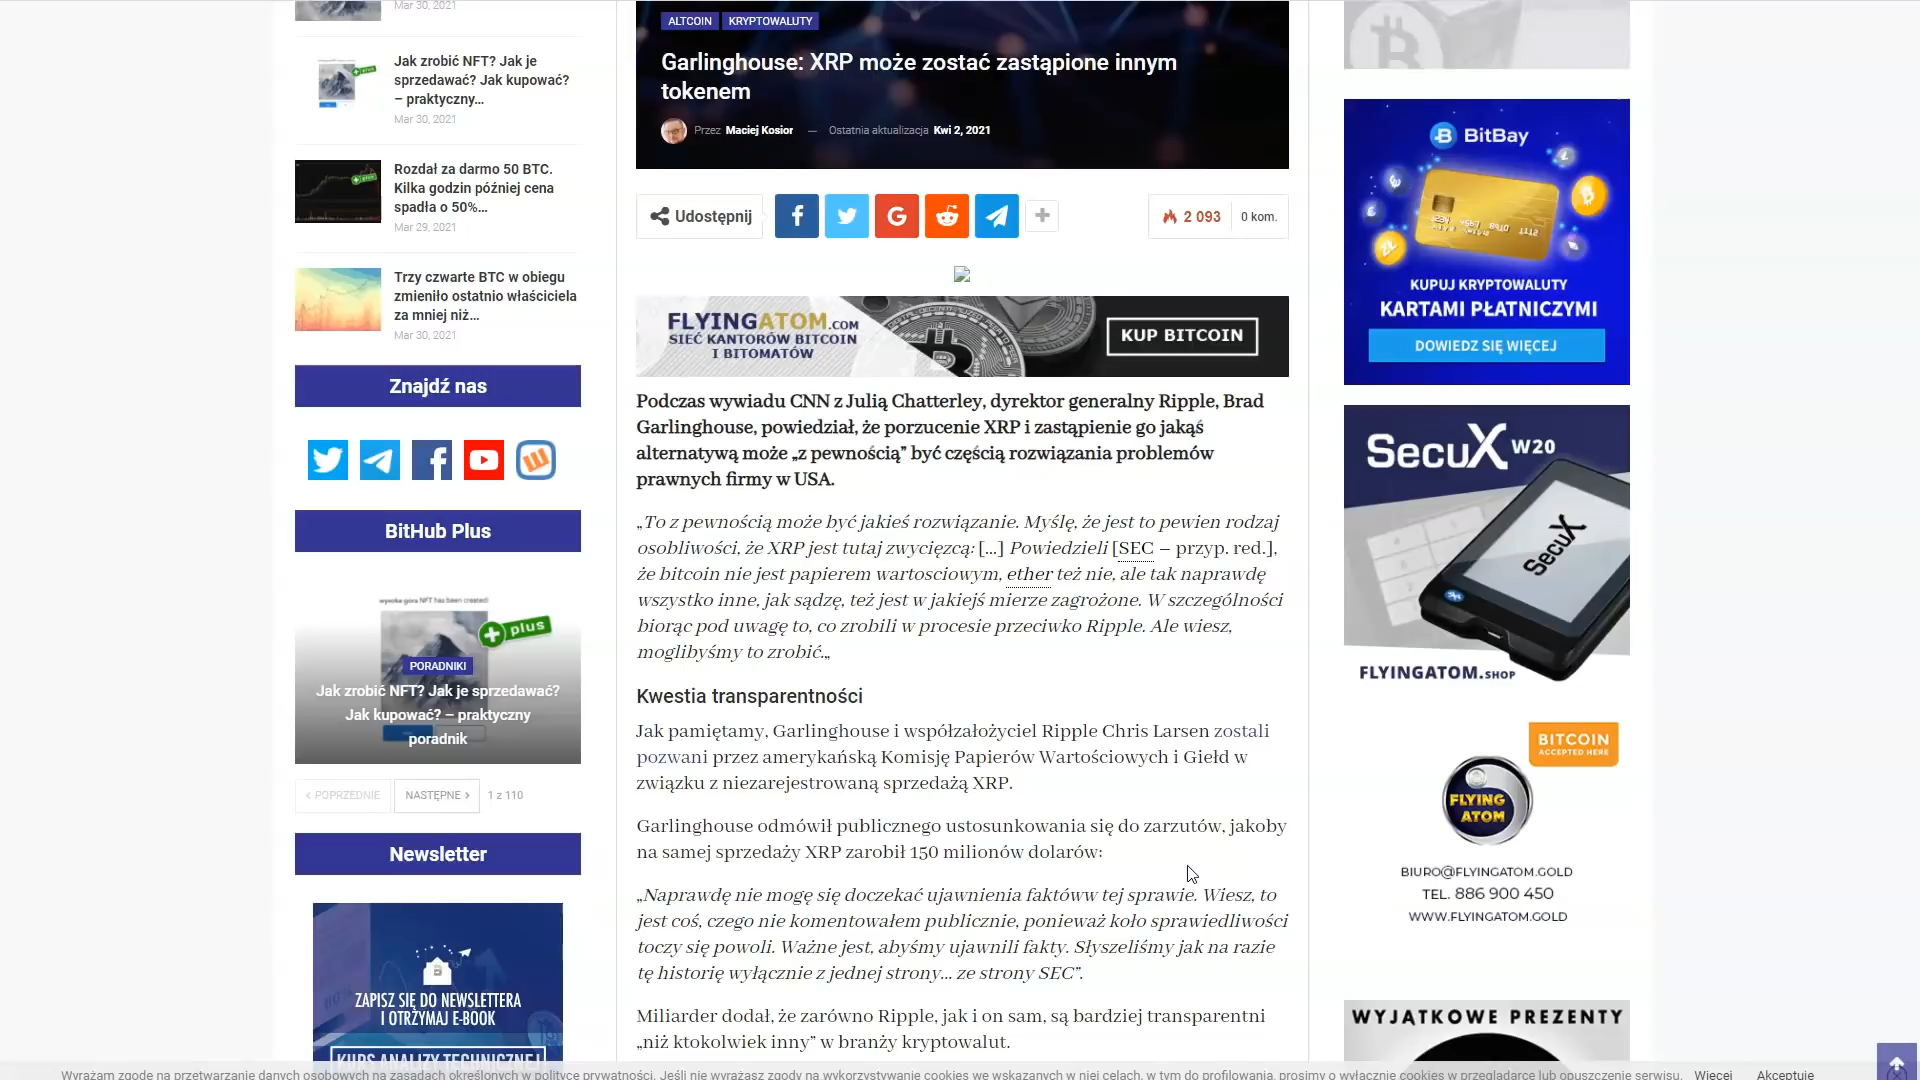 Mar 30, 2021
Jak zrobić NFT? Jak je
sprzedawać? Jak kupować?
– praktyczny...
Mar 30, 2021
Rozdał za darmo 50 BTC.
Kilka godzin później cena
spadła o 50%...
Mar 29, 2021
Trzy czwarte BTC w obiegu
zmieniło ostatnio właściciela
za mniej niż...
Mar 30, 2021
Znajdź nas
BitHub Plus
wysoka gora NFT has been created!
plus
PORADNIKI
Jak zrobić NFT? Jak je sprzedawać?
Jak kupować? – praktyczny
poradnik
POPRZEDNIE
NASTĘPNE
1 z 110
Newsletter
ZAPISZ SIĘ DO NEWSLETTERA
I OTRZYMAJ E-BOOK
KURS ANALIZY TECHNICZNEJ
ALTCOIN
KRYPTOWALUTY
Garlinghouse: XRP może zostać zastąpione innym
tokenem
Przez Maciej Kosior — Ostatnia aktualizacja Kwi 2, 2021
Udostępnij
2 093
0 kom.
FLYINGATOM.COM
SIEĆ KANTORÓW BITCOIN
I BITOMATÓW
KUP BITCOIN
Podczas wywiadu CNN z Julią Chatterley, dyrektor generalny Ripple, Brad
Garlinghouse, powiedział, że porzucenie XRP i zastąpienie go jakąś
alternatywą może „z pewnością” być częścią rozwiązania problemów
prawnych firmy w USA.
„To z pewnością może być jakieś rozwiązanie. Myślę, że jest to pewien rodzaj
osobliwości, że XRP jest tutaj zwycięzcą: [...] Powiedzieli [SEC – przyp. red.],
że bitcoin nie jest papierem wartosciowym, ether też nie, ale tak naprawdę
wszystko inne, jak sądzę, też jest w jakiejś mierze zagrożone. W szczególności
biorąc pod uwagę to, co zrobili w procesie przeciwko Ripple. Ale wiesz,
moglibyśmy to zrobić.„
Kwestia transparentności
Jak pamiętamy, Garlinghouse i współzałożyciel Ripple Chris Larsen zostali
pozwani przez amerykańską Komisję Papierów Wartościowych i Giełd w
związku z niezarejestrowaną sprzedażą XRP.
Garlinghouse odmówił publicznego ustosunkowania się do zarzutów, jakoby
na samej sprzedaży XRP zarobił 150 milionów dolarów:
„Naprawdę nie mogę się doczekać ujawnienia faktóww tej sprawie. Wiesz, to
jest coś, czego nie komentowałem publicznie, ponieważ koło sprawiedliwości
toczy się powoli. Ważne jest, abyśmy ujawnili fakty. Słyszeliśmy jak na razie
tę historię wyłącznie z jednej strony... ze strony SEC”.
Miliarder dodał, że zarówno Ripple, jak i on sam, są bardziej transparentni
„niż ktokolwiek inny” w branży kryptowalut.
BitBay
KUPUJ KRYPTOWALUTY
KARTAMI PŁATNICZYMI
DOWIEDZ SIĘ WIĘCEJ
SecuX W20
SecuX
FLYINGATOM.SHOP
BITCOIN
ACCEPTED HERE
FLYING
ATOM
BIURO@FLYINGATOM.GOLD
TEL. 886 900 450
WWW.FLYINGATOM.GOLD
WYJĄTKOWE PREZENTY
Wyrażam zgodę na przetwarzanie danych osobowych na zasadach określonych w polityce prywatności. Jeśli nie wyrażasz zgody na wykorzystywanie cookies we wskazanych w niej celach, w tym do profilowania, prosimy o wyłącznie cookies w przeglądarce lub opuszczenie serwisu. Więcej Akceptuję